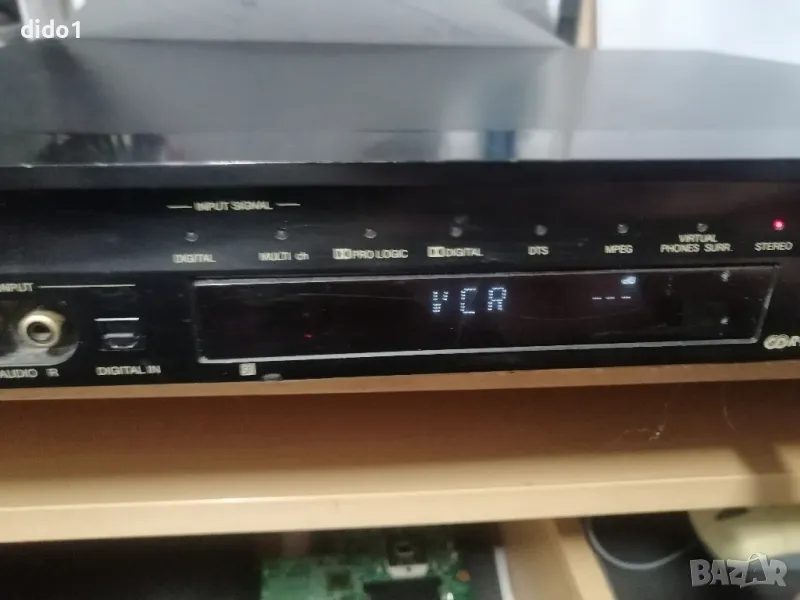 dido1
INPUT SIGNAL
DIGITAL
MULTI ch
PRO LOGIC
DIGITAL
DTS
MPEG
VIRTUAL
PHONES SURR.
STEREO
INPUT
VCR ---
AUDIO R
DIGITAL IN
BAZAR